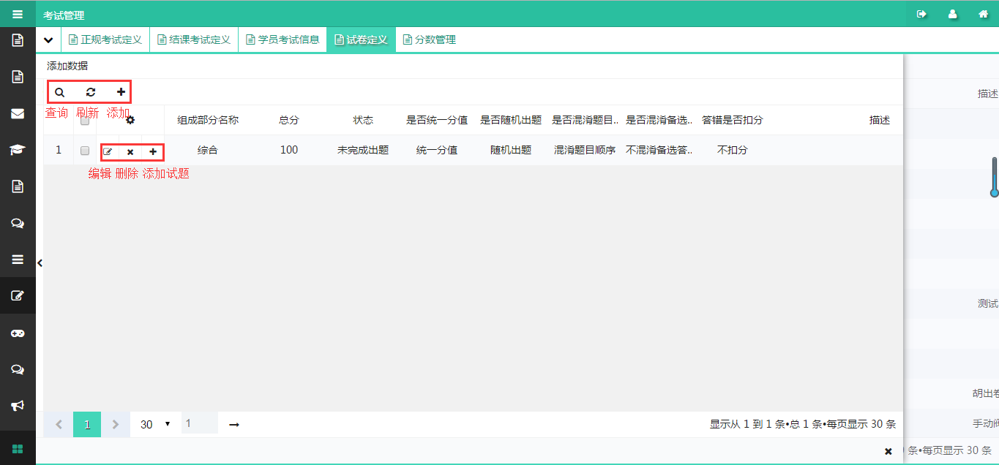 考试管理
正规考试定义 结课考试定义 学员考试信息 试卷定义 分数管理
添加数据
描述
查询 刷新 添加
组成部分名称 总分 状态 是否统一分值 是否随机出题 是否混淆题目.. 是否混淆备选.. 答错是否扣分 描述
1 综合 100 未完成出题 统一分值 随机出题 混淆题目顺序 不混淆备选答.. 不扣分
编辑 删除 添加试题
测试
胡出卷
手动阅
1 30 1 显示从 1 到 1 条•总 1 条•每页显示 30 条
条•每页显示 30 条